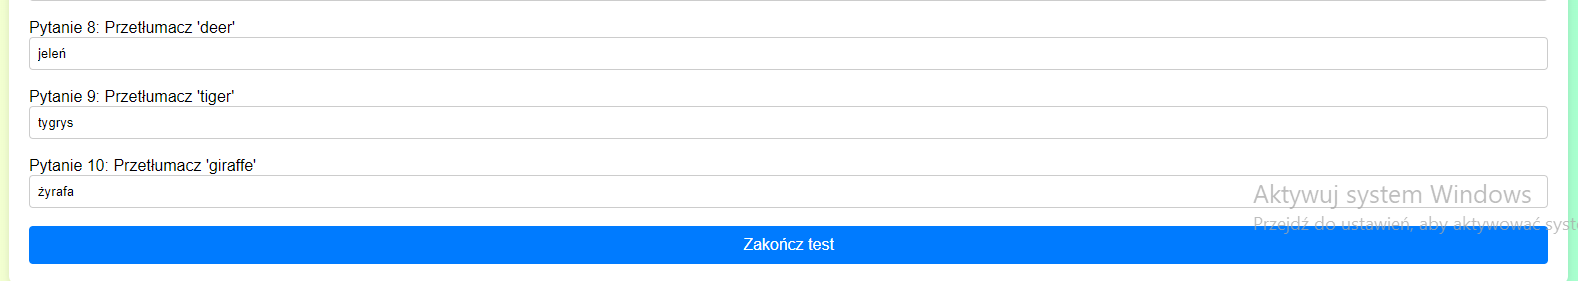 Pytanie 8: Przetłumacz 'deer'
jeleń
Pytanie 9: Przetłumacz 'tiger'
tygrys
Pytanie 10: Przetłumacz 'giraffe'
żyrafa
Aktywuj system Windows
Przejdź do ustawień, aby aktywować syst
Zakończ test